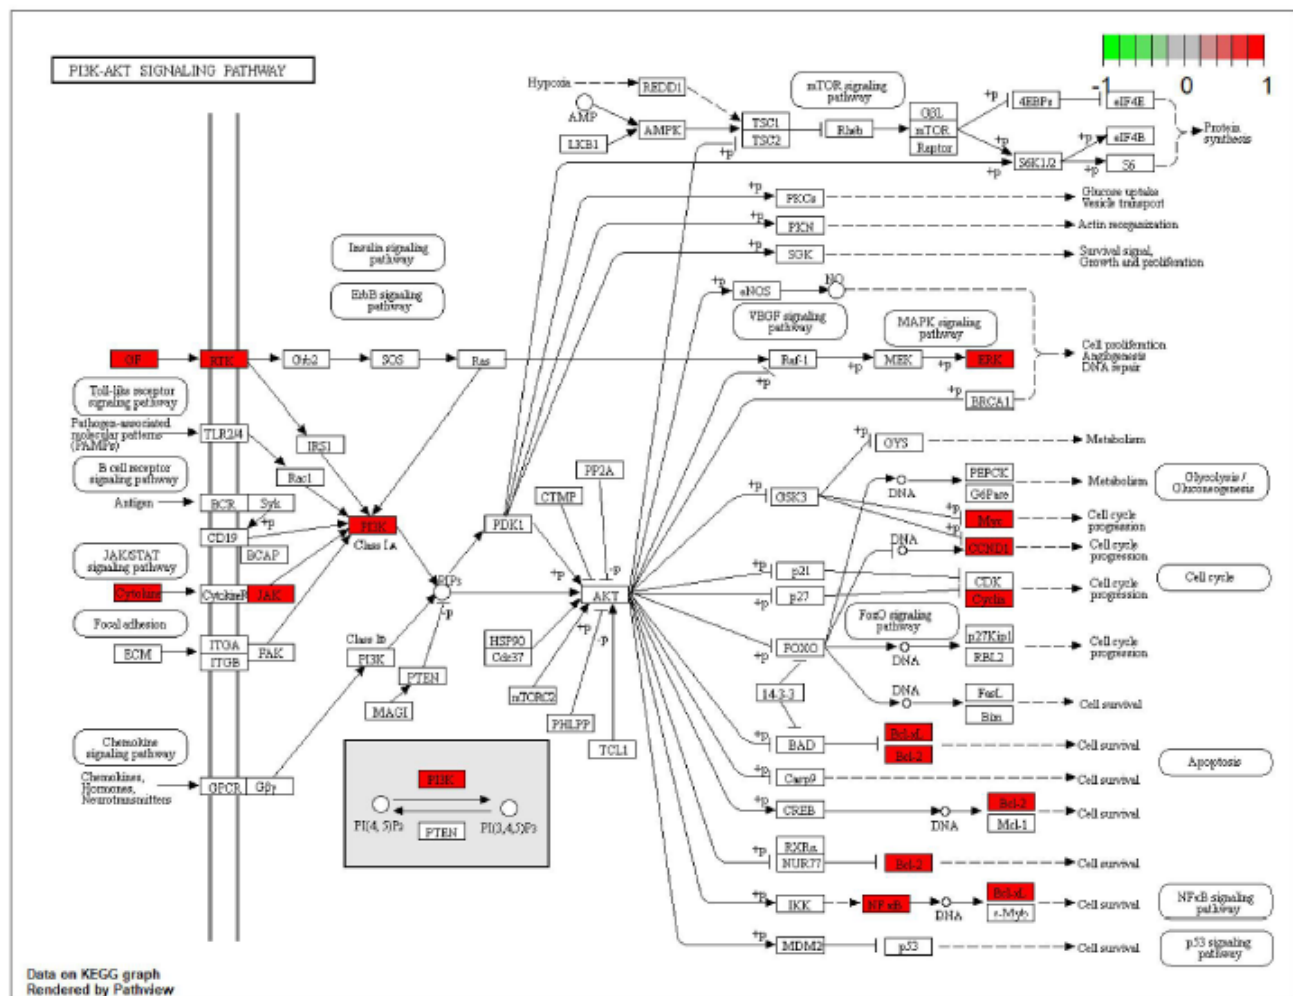 PI3K-AKT SIGNALING PATHWAY
-1 0 1
Hypoxia
REDD1
mTOR signaling
pathway
AMP
AMPK
LKB1
TSC1
TSC2
+p
Rheb
GβL
mTOR
Raptor
+p
4EBPs
eIF4E
+p
S6K1/2
+p
+p
+p
eIF4B
S6
Protein
synthesis
+p
PKCs
Glucose uptake
Vesicle transport
+p
PKN
Actin reorganization
+p
SGK
Survival signal,
Growth and proliferation
Insulin signaling
pathway
ErbB signaling
pathway
+p
eNOS
NO
VEGF signaling
pathway
MAPK signaling
pathway
GF
RTK
Grb2
SOS
Ras
Raf-1
+p
+p
MEK
+p
ERK
+p
BRCA1
Cell proliferation
Angiogenesis
DNA repair
Toll-like receptor
signaling pathway
Pathogen-associated
molecular patterns
(PAMPs)
TLR2/4
IRS1
Rac1
B cell receptor
signaling pathway
Antigen
BCR
Syk
+p
CD19
BCAP
PI3K
Class IA
PDK1
CTMP
PP2A
+p
GSK3
+p
GYS
Metabolism
DNA
PEPCK
G6Pase
Metabolism
Glycolysis /
Gluconeogenesis
+p
Myc
Cell cycle
progression
DNA
+p
CCND1
Cell cycle
progression
JAK/STAT
signaling pathway
Cytokine
CytokineR
JAK
PIP3
-p
+p
-p
AKT
+p
-p
+p
p21
+p
p27
CDK
Cyclin
Cell cycle
progression
Cell cycle
Focal adhesion
ECM
ITGA
ITGB
FAK
Class IB
PI3K
PTEN
MAGI
HSP90
Cdc37
mTORC2
PHLPP
TCL1
FoxO signaling
pathway
+p
FOXO
DNA
p27Kip1
RBL2
Cell cycle
progression
14-3-3
DNA
FasL
Bim
Cell survival
Chemokine
signaling pathway
Chemokines,
Hormones,
Neurotransmitters
GPCR
Gβγ
PI3K
PI(4, 5)P2
PI(3,4,5)P3
PTEN
+p
BAD
Bcl-xL
Bcl-2
Cell survival
Apoptosis
+p
Casp9
Cell survival
+p
CREB
DNA
Bcl-2
Mcl-1
Cell survival
+p
RXRα
NUR77
Bcl-2
Cell survival
+p
IKK
NFκB
DNA
Bcl-xL
c-Myb
Cell survival
NFκB signaling
pathway
+p
MDM2
p53
Cell survival
p53 signaling
pathway
Data on KEGG graph
Rendered by Pathview